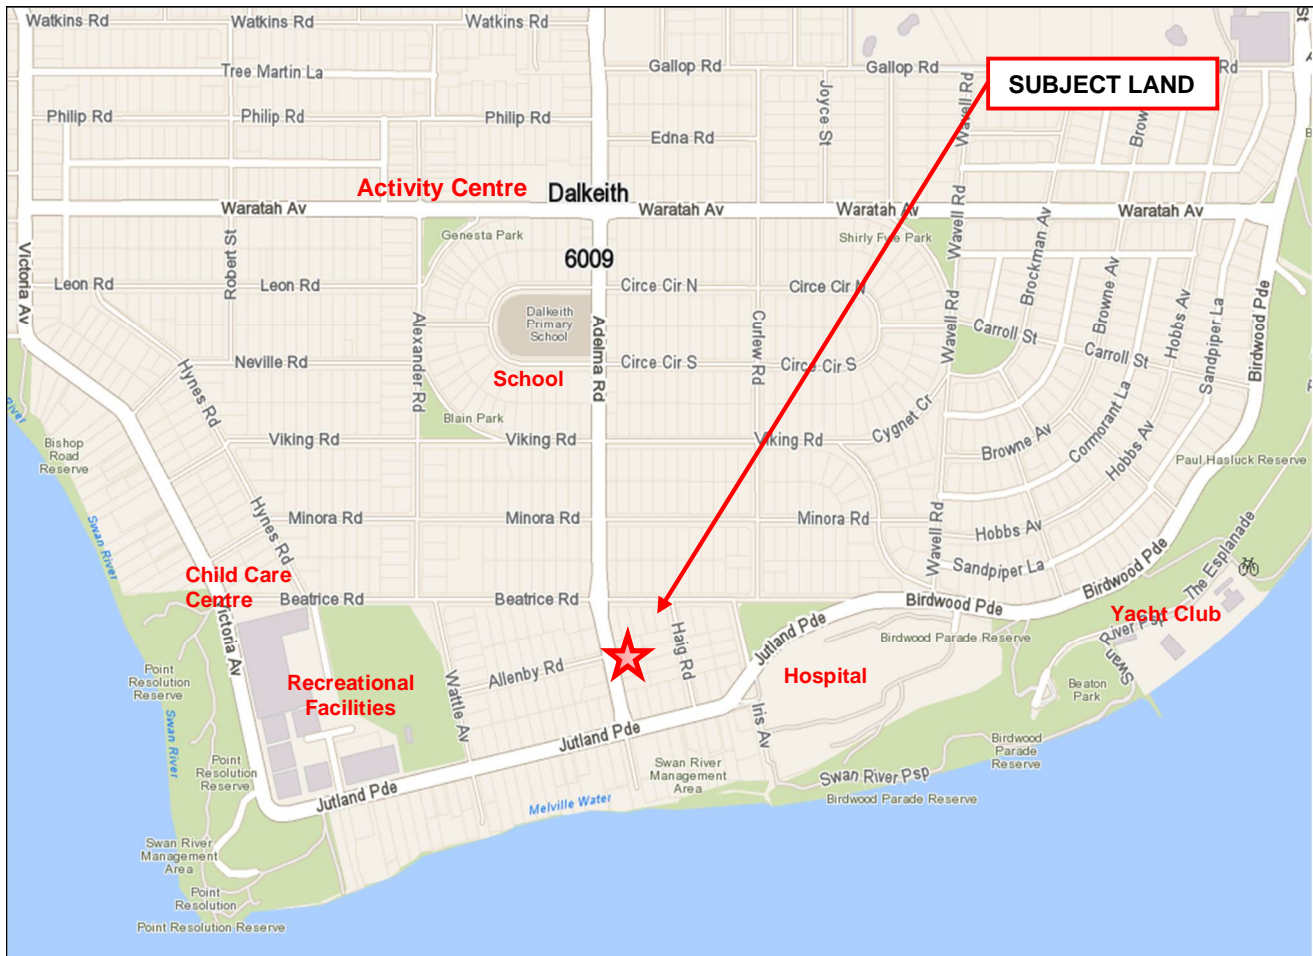 Watkins Rd
Watkins Rd
Watkins Rd
St
Tree Martin La
Gallop Rd
Gallop Rd
Rd
SUBJECT LAND
Philip Rd
Philip Rd
Philip Rd
Joyce St
Wavell Rd
Edna Rd
Activity Centre
Dalkeith
Waratah Av
Waratah Av
Waratah Av
Waratah Av
Genesta Park
Shirly Fyfe Park
Victoria Av
Robert St
6009
Wavell Rd
Brockman Av
Browne Av
Leon Rd
Leon Rd
Circe Cir N
Circe Cir N
Hobbs Av
Sandpiper La
Birdwood Pde
Dalkeith
Primary
School
Alexander Rd
Adelma Rd
Curlew Rd
Wavell Rd
Carroll St
Carroll St
Neville Rd
Circe Cir S
Circe Cir S
Hynes Rd
School
River
Blain Park
Cygnet Cr
Bishop
Road
Reserve
Viking Rd
Viking Rd
Viking Rd
Browne Av
Cormorant La
Hobbs Av
Paul Hasluck Reserve
Swan River
Hynes Rd
Minora Rd
Minora Rd
Minora Rd
Wavell Rd
Hobbs Av
Sandpiper La
Birdwood Pde
The Esplanade
Child Care
Centre
Beatrice Rd
Beatrice Rd
Birdwood Pde
Yacht Club
Victoria Av
Haig Rd
Jutland Pde
Birdwood Parade Reserve
Swan River Psp
Point
Resolution
Reserve
Allenby Rd
Wattle Av
Recreational
Facilities
Hospital
Beaton
Park
Swan River
Iris Av
Jutland Pde
Birdwood
Parade
Reserve
Point
Resolution
Reserve
Swan River
Management
Area
Swan River Psp
Jutland Pde
Melville Water
Birdwood Parade Reserve
Swan River
Management
Area
Point
Resolution
Point Resolution Reserve